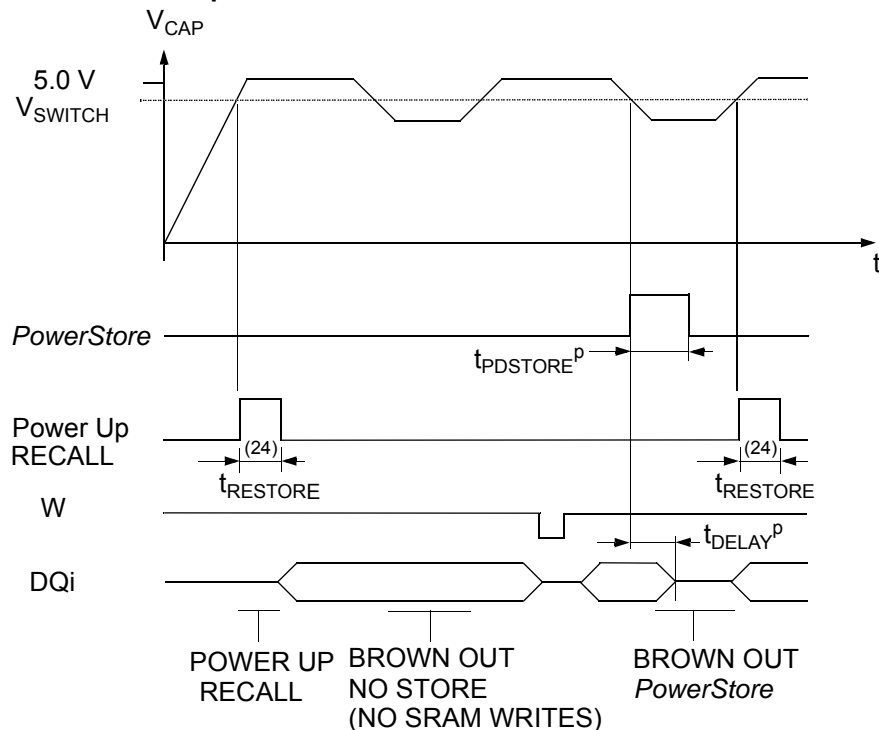 VCAP
5.0 V
VSWITCH
t
PowerStore
tPDSTOREp
Power Up
RECALL
(24)
(24)
tRESTORE
tRESTORE
W
tDELAYp
DQi
POWER UP
RECALL
BROWN OUT
NO STORE
(NO SRAM WRITES)
BROWN OUT
PowerStore